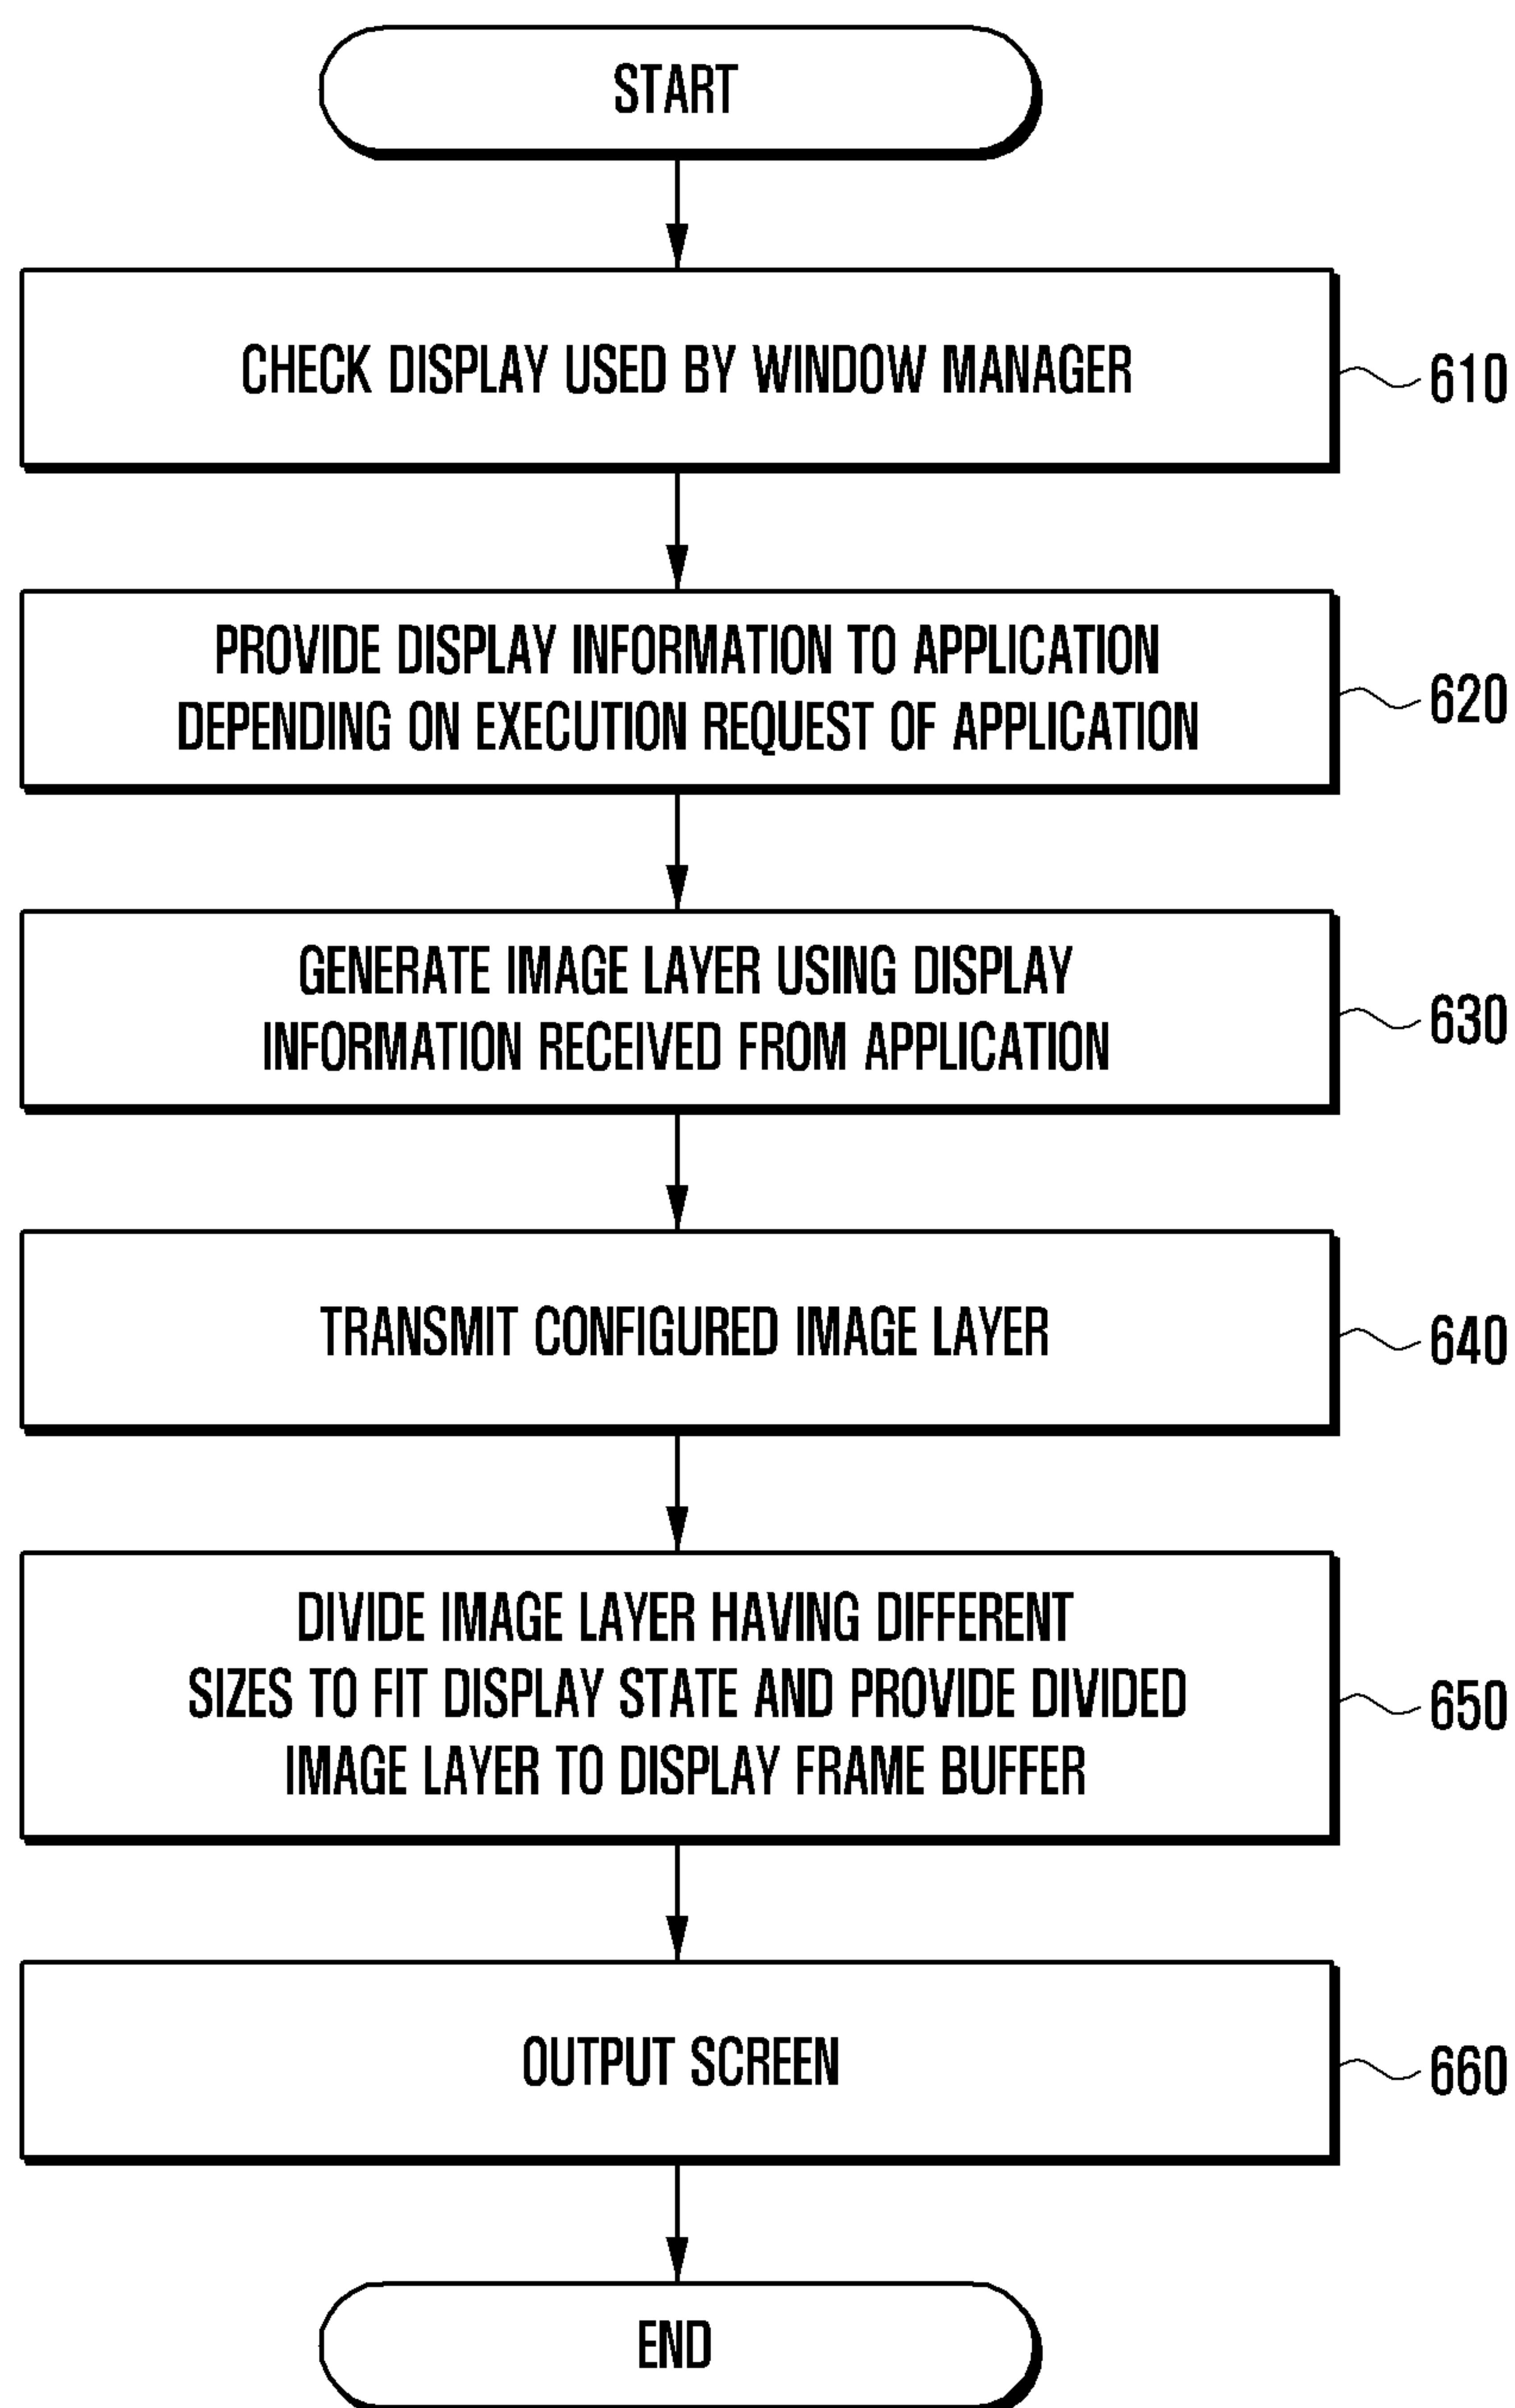 START
CHECK DISPLAY USED BY WINDOW MANAGER
610
PROVIDE DISPLAY INFORMATION TO APPLICATION
DEPENDING ON EXECUTION REQUEST OF APPLICATION
620
GENERATE IMAGE LAYER USING DISPLAY
INFORMATION RECEIVED FROM APPLICATION
630
TRANSMIT CONFIGURED IMAGE LAYER
640
DIVIDE IMAGE LAYER HAVING DIFFERENT
SIZES TO FIT DISPLAY STATE AND PROVIDE DIVIDED
IMAGE LAYER TO DISPLAY FRAME BUFFER
650
OUTPUT SCREEN
660
END